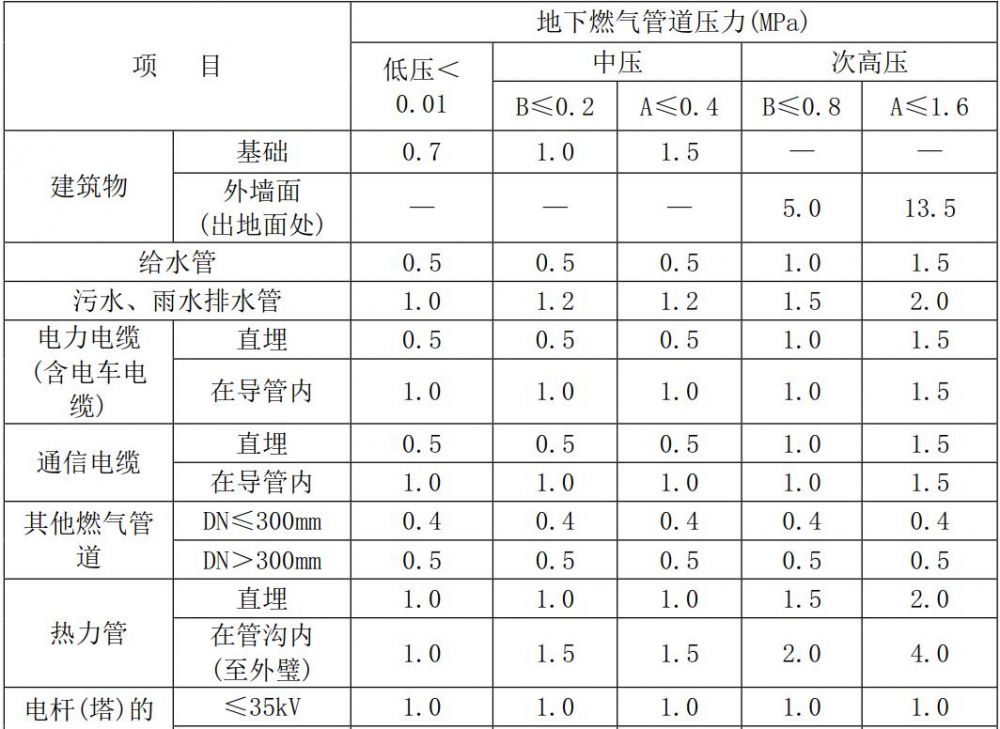 项 目 地下燃气管道压力(MPa)
低压＜0.01 中压 次高压
B≤0.2 A≤0.4 B≤0.8 A≤1.6
建筑物 基础 0.7 1.0 1.5 — —
外墙面(出地面处) — — — 5.0 13.5
给水管 0.5 0.5 0.5 1.0 1.5
污水、雨水排水管 1.0 1.2 1.2 1.5 2.0
电力电缆(含电车电缆) 直埋 0.5 0.5 0.5 1.0 1.5
在导管内 1.0 1.0 1.0 1.0 1.5
通信电缆 直埋 0.5 0.5 0.5 1.0 1.5
在导管内 1.0 1.0 1.0 1.0 1.5
其他燃气管道 DN≤300mm 0.4 0.4 0.4 0.4 0.4
DN＞300mm 0.5 0.5 0.5 0.5 0.5
热力管 直埋 1.0 1.0 1.0 1.5 2.0
在管沟内(至外璧) 1.0 1.5 1.5 2.0 4.0
电杆(塔)的 ≤35kV 1.0 1.0 1.0 1.0 1.0